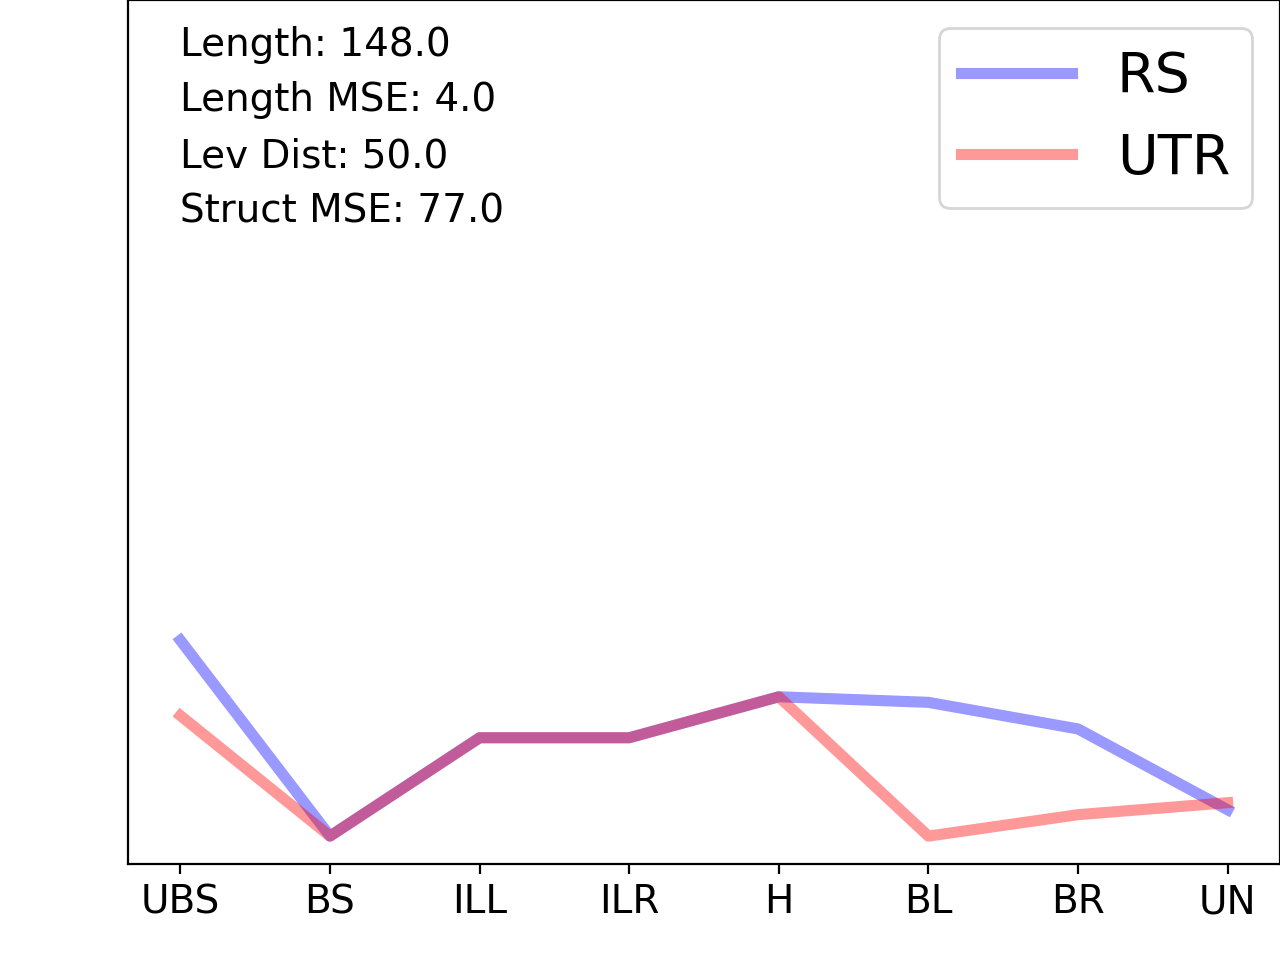 Length: 148.0
Length MSE: 4.0
Lev Dist: 50.0
Struct MSE: 77.0
RS
UTR
UBS BS ILL ILR H BL BR UN